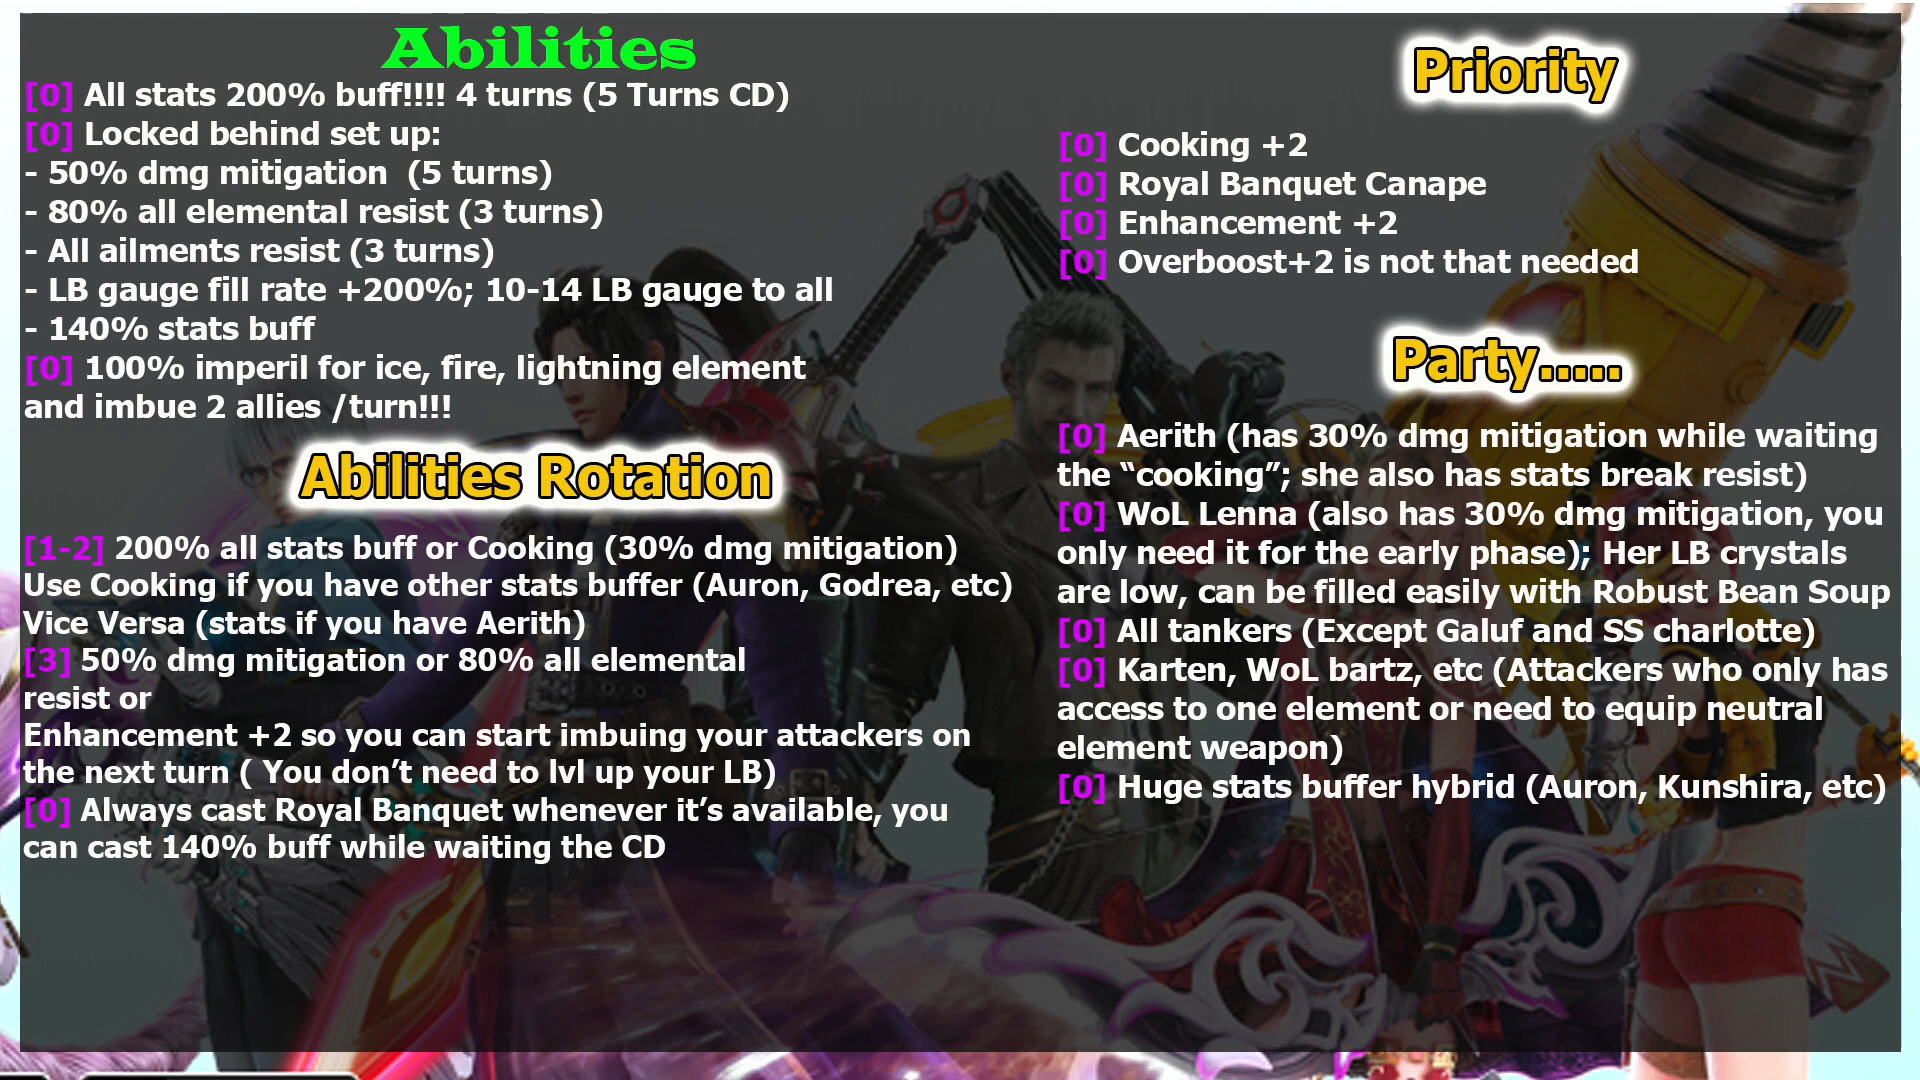 Abilities
[0] All stats 200% buff!!!! 4 turns (5 Turns CD)
[0] Locked behind set up:
- 50% dmg mitigation  (5 turns)
- 80% all elemental resist (3 turns)
- All ailments resist (3 turns)
- LB gauge fill rate +200%; 10-14 LB gauge to all
- 140% stats buff
[0] 100% imperil for ice, fire, lightning element
and imbue 2 allies /turn!!!
Abilities Rotation
[1-2] 200% all stats buff or Cooking (30% dmg mitigation)
Use Cooking if you have other stats buffer (Auron, Godrea, etc)
Vice Versa (stats if you have Aerith)
[3] 50% dmg mitigation or 80% all elemental
resist or
Enhancement +2 so you can start imbuing your attackers on
the next turn ( You don’t need to lvl up your LB)
[0] Always cast Royal Banquet whenever it’s available, you
can cast 140% buff while waiting the CD
Priority
[0] Cooking +2
[0] Royal Banquet Canape
[0] Enhancement +2
[0] Overboost+2 is not that needed
Party.....
[0] Aerith (has 30% dmg mitigation while waiting
the “cooking”; she also has stats break resist)
[0] WoL Lenna (also has 30% dmg mitigation, you
only need it for the early phase); Her LB crystals
are low, can be filled easily with Robust Bean Soup
[0] All tankers (Except Galuf and SS charlotte)
[0] Karten, WoL bartz, etc (Attackers who only has
access to one element or need to equip neutral
element weapon)
[0] Huge stats buffer hybrid (Auron, Kunshira, etc)